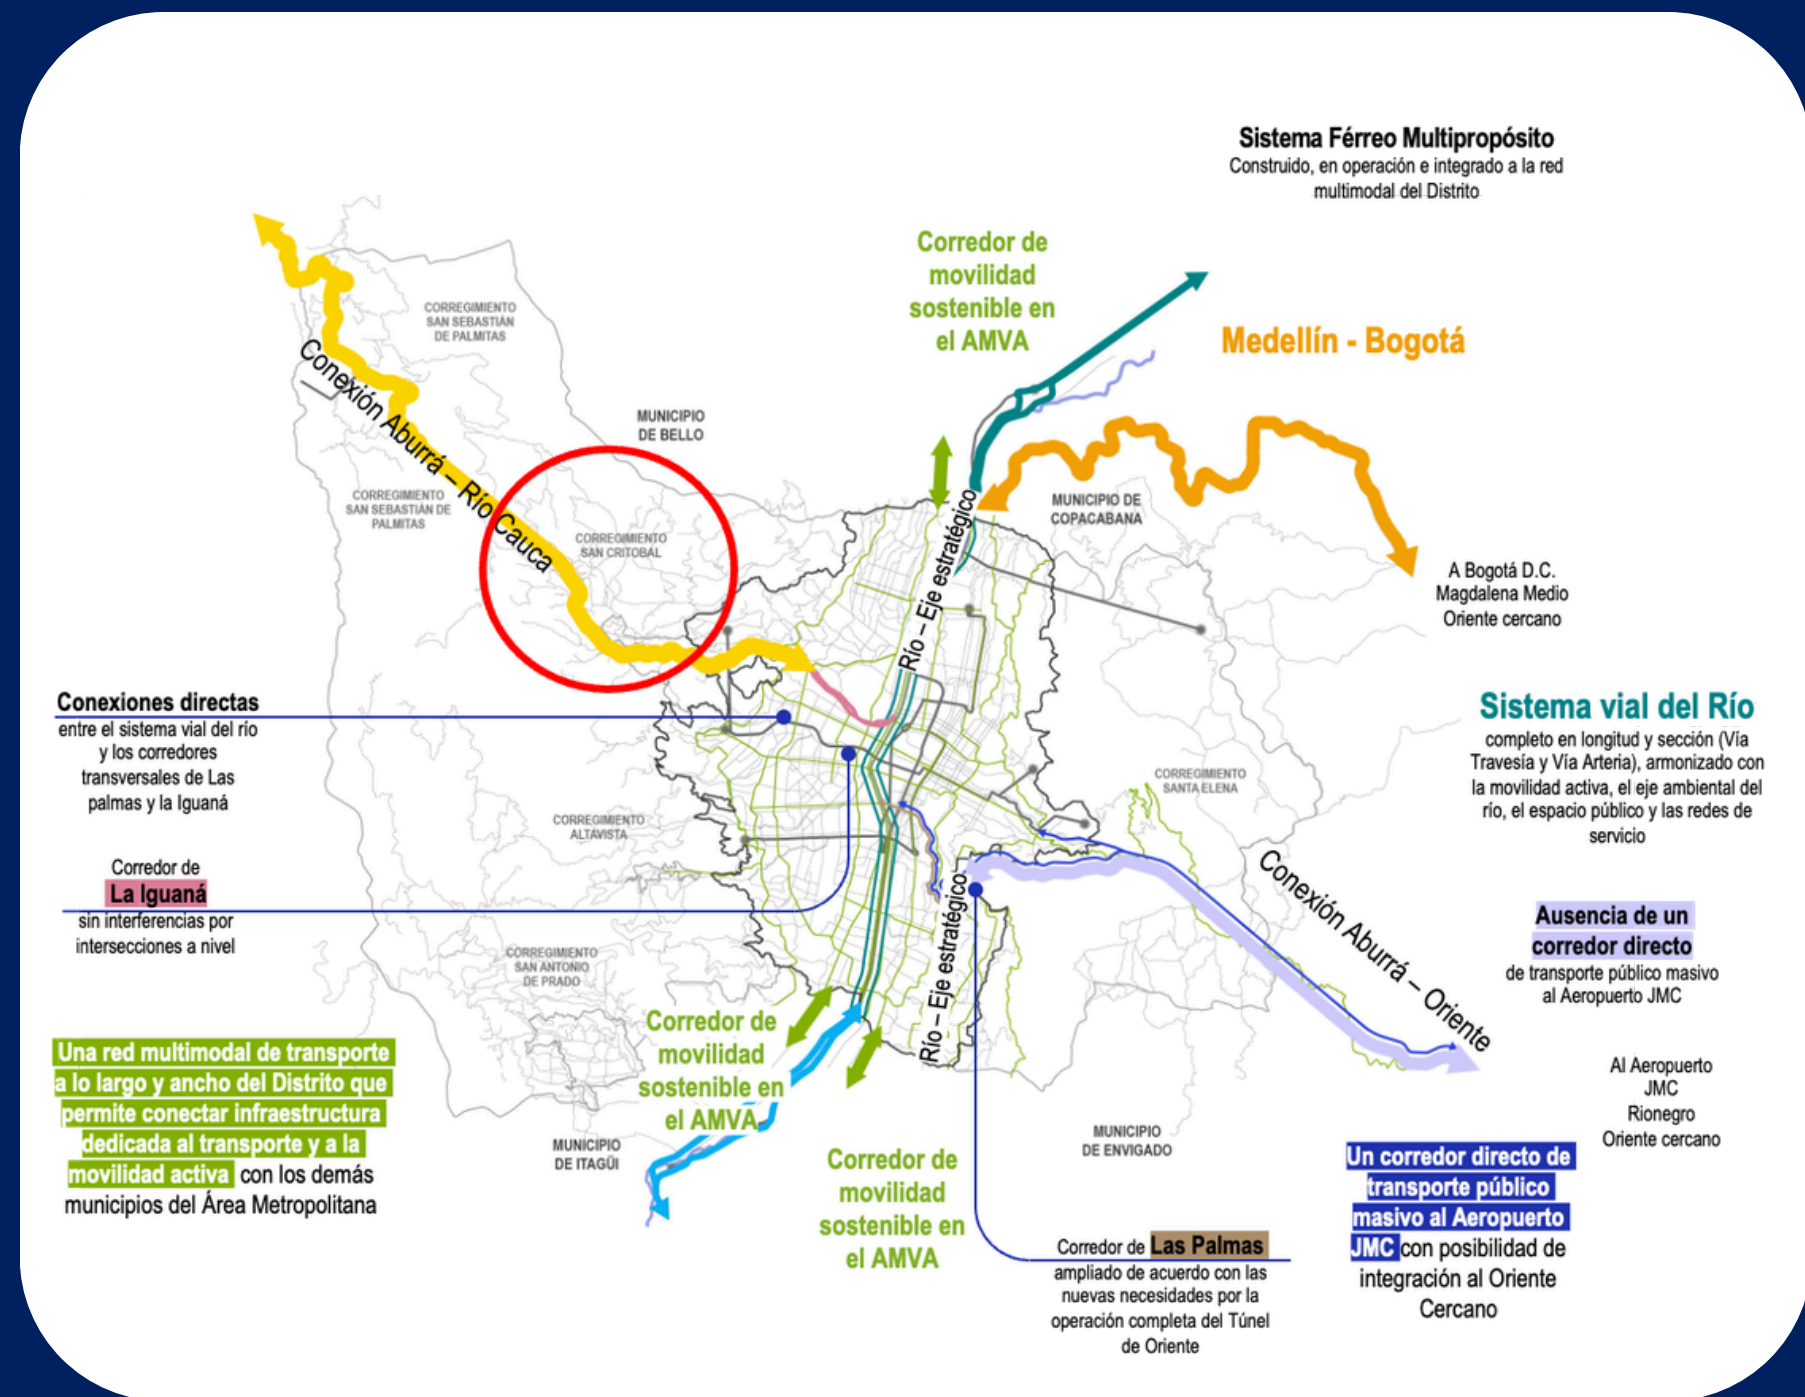 Sistema Férreo Multipropósito
Construido, en operación e integrado a la red
multimodal del Distrito
Corredor de
movilidad
sostenible en
el AMVA
Medellín - Bogotá
CORREGIMIENTO
SAN SEBASTIÁN
DE PALMITAS
Conexión Aburrá – Río Cauca
MUNICIPIO
DE BELLO
CORREGIMIENTO
SAN SEBASTIÁN DE
PALMITAS
CORREGIMIENTO
SAN CRITOBAL
MUNICIPIO DE
COPACABANA
Río – Eje estratégico
A Bogotá D.C.
Magdalena Medio
Oriente cercano
Conexiones directas
entre el sistema vial del río
y los corredores
transversales de Las
palmas y la Iguaná
Sistema vial del Río
completo en longitud y sección (Vía
Travesía y Vía Arteria), armonizado con
la movilidad activa, el eje ambiental del
río, el espacio público y las redes de
servicio
CORREGIMIENTO
SANTA ELENA
CORREGIMIENTO
ALTAVISTA
Corredor de
La Iguaná
sin interferencias por
intersecciones a nivel
Conexión Aburrá – Oriente
Ausencia de un
corredor directo
de transporte público masivo
al Aeropuerto JMC
CORREGIMIENTO
SAN ANTONIO
DE PRADO
Río – Eje estratégico
Corredor de
movilidad
sostenible en
el AMVA
Una red multimodal de transporte
a lo largo y ancho del Distrito que
permite conectar infraestructura
dedicada al transporte y a la
movilidad activa con los demás
municipios del Área Metropolitana
Al Aeropuerto
JMC
Rionegro
Oriente cercano
MUNICIPIO
DE ITAGÜI
MUNICIPIO
DE ENVIGADO
Corredor de
movilidad
sostenible en
el AMVA
Un corredor directo de
transporte público
masivo al Aeropuerto
JMC con posibilidad de
integración al Oriente
Cercano
Corredor de Las Palmas
ampliado de acuerdo con las
nuevas necesidades por la
operación completa del Túnel
de Oriente